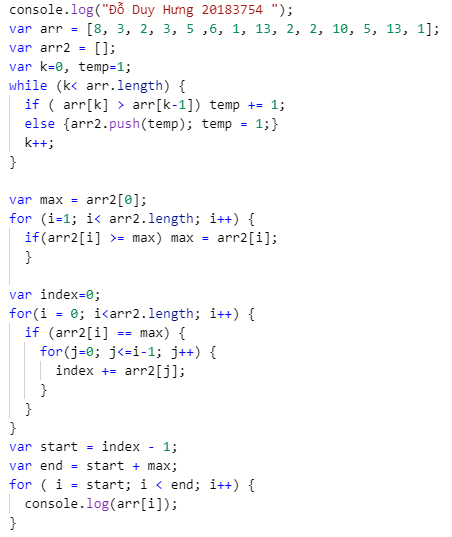 console.log("Đỗ Duy Hưng 20183754 ");
var arr = [8, 3, 2, 3, 5 ,6, 1, 13, 2, 2, 10, 5, 13, 1];
var arr2 = [];
var k=0, temp=1;
while (k< arr.length) {
  if ( arr[k] > arr[k-1]) temp += 1;
  else {arr2.push(temp); temp = 1;}
  k++;
}

var max = arr2[0];
for (i=1; i< arr2.length; i++) {
  if(arr2[i] >= max) max = arr2[i];
  }

var index=0;
for(i = 0; i<arr2.length; i++) {
  if (arr2[i] == max) {
    for(j=0; j<=i-1; j++) {
      index += arr2[j];
    }
  }
}
var start = index - 1;
var end = start + max;
for ( i = start; i < end; i++) {
  console.log(arr[i]);
}